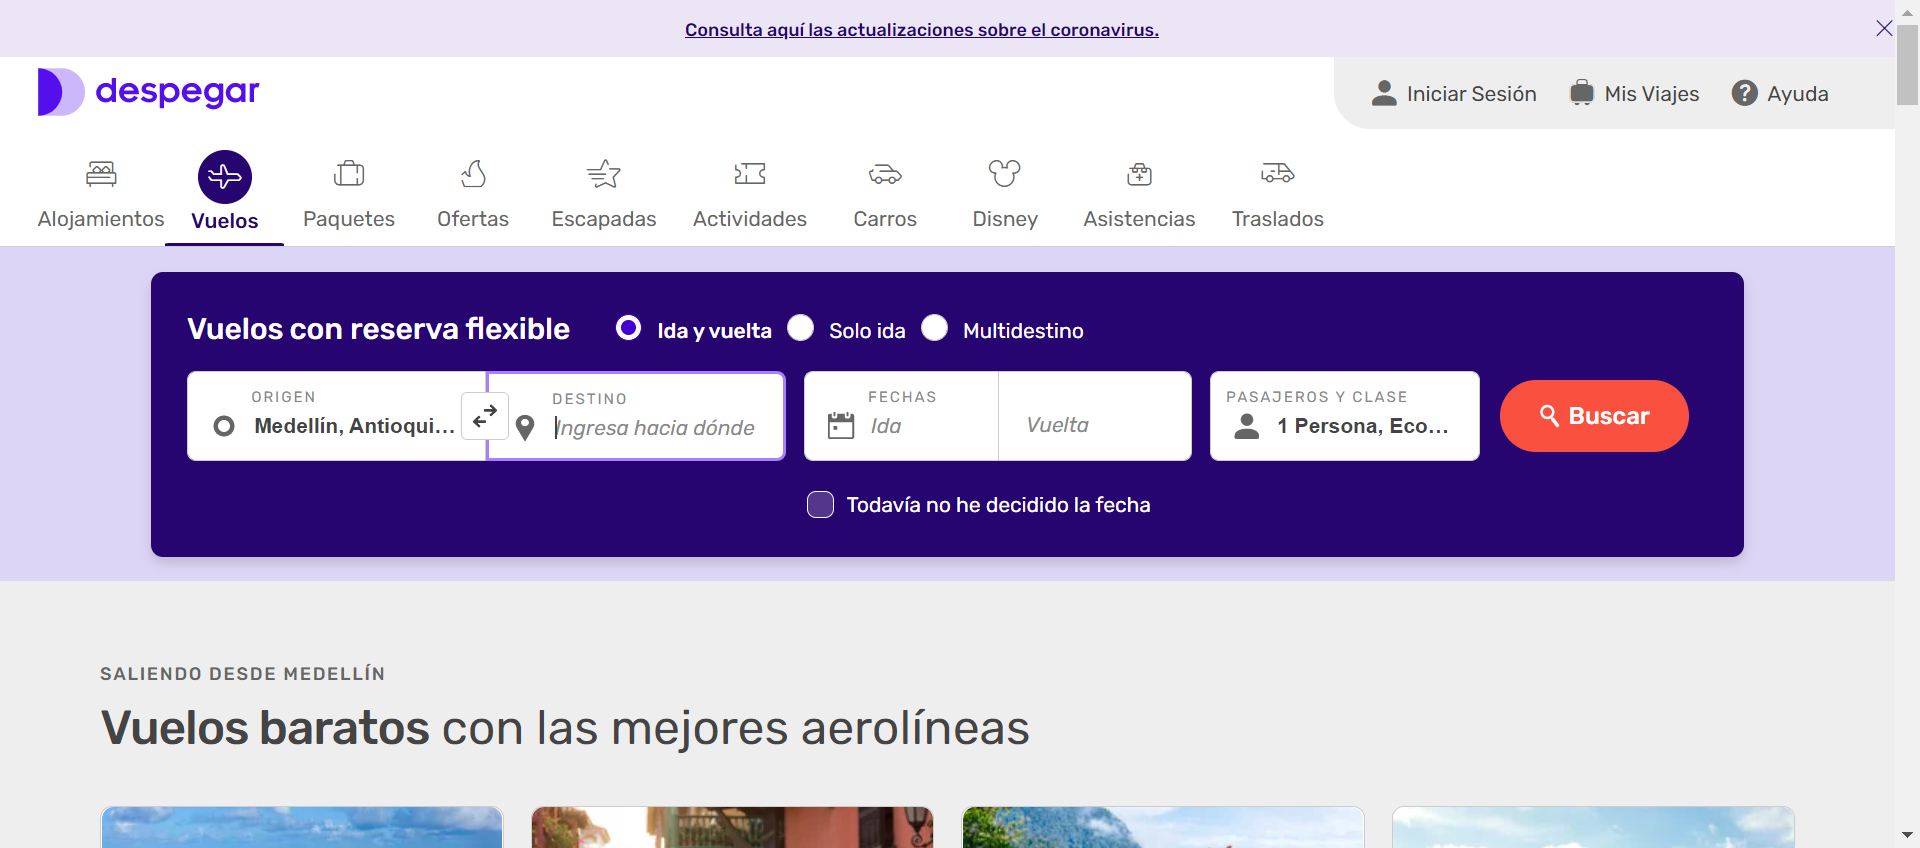 Consulta aquí las actualizaciones sobre el coronavirus.
despegar
Iniciar Sesión
Mis Viajes
Ayuda
Alojamientos
Vuelos
Paquetes
Ofertas
Escapadas
Actividades
Carros
Disney
Asistencias
Traslados
Vuelos con reserva flexible
Ida y vuelta
Solo ida
Multidestino
ORIGEN
Medellín, Antioqui...
DESTINO
Ingresa hacia dónde
FECHAS
Ida
Vuelta
PASAJEROS Y CLASE
1 Persona, Eco...
Buscar
Todavía no he decidido la fecha
SALIENDO DESDE MEDELLÍN
Vuelos baratos con las mejores aerolíneas